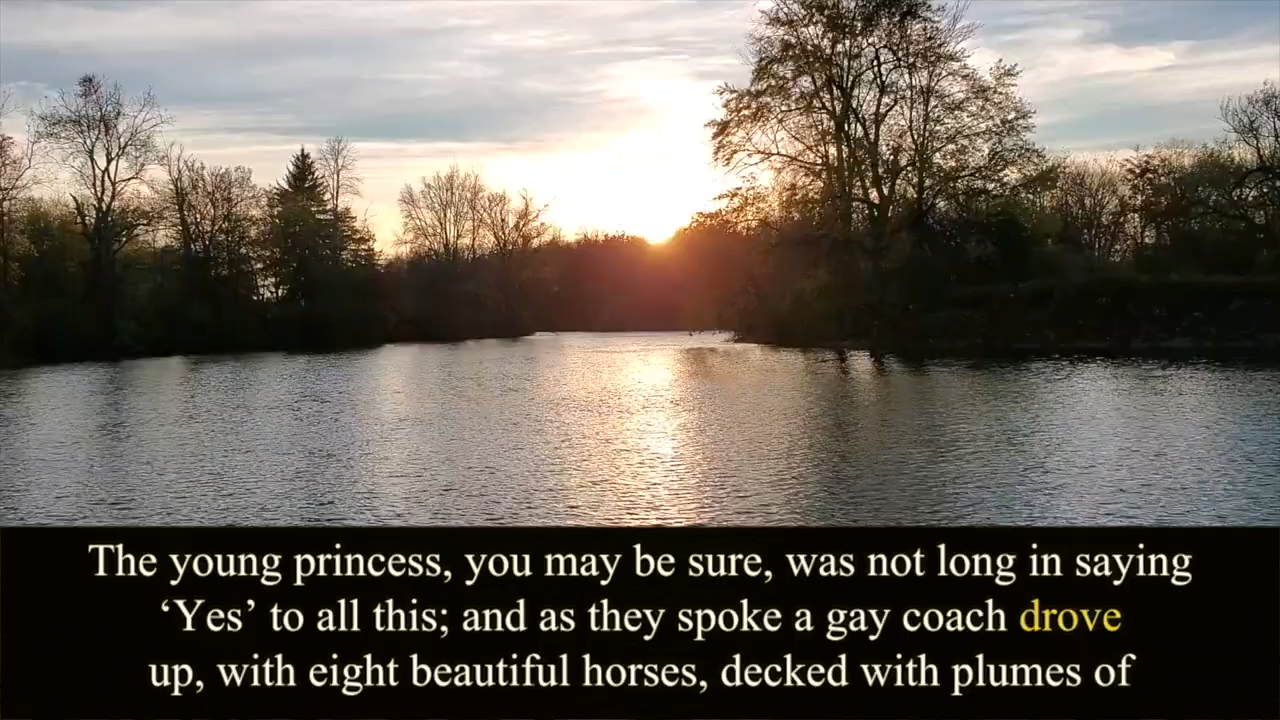 The young princess, you may be sure, was not long in saying
‘Yes’ to all this; and as they spoke a gay coach drove
up, with eight beautiful horses, decked with plumes of